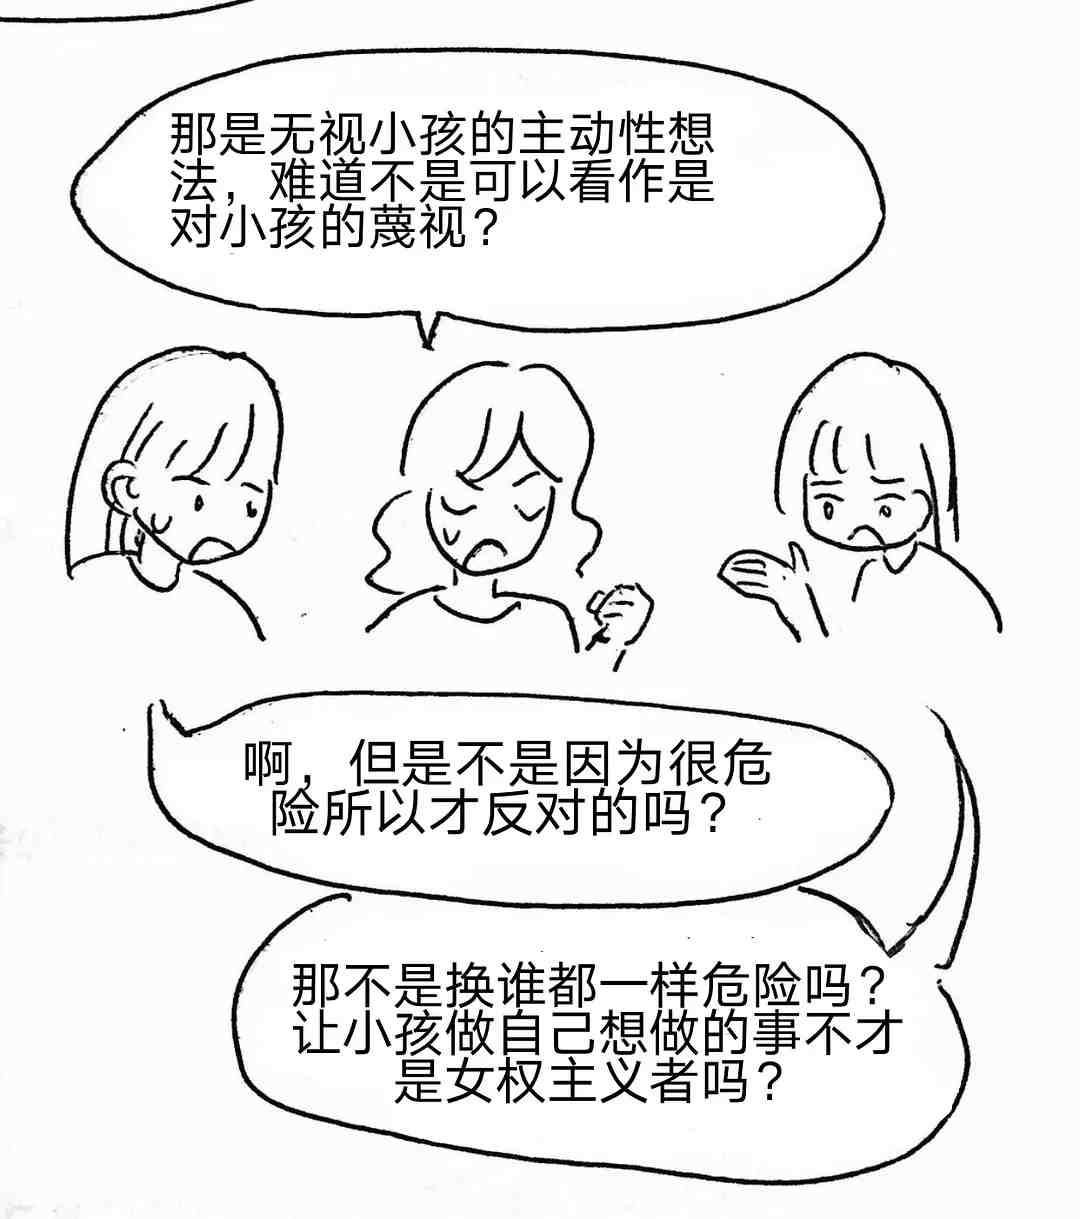 那是无视小孩的主动性想
法，难道不是可以看作是
对小孩的蔑视？
啊，但是不是因为很危
险所以才反对的吗？
那不是换谁都一样危险吗？
让小孩做自己想做的事不才
是女权主义者吗？